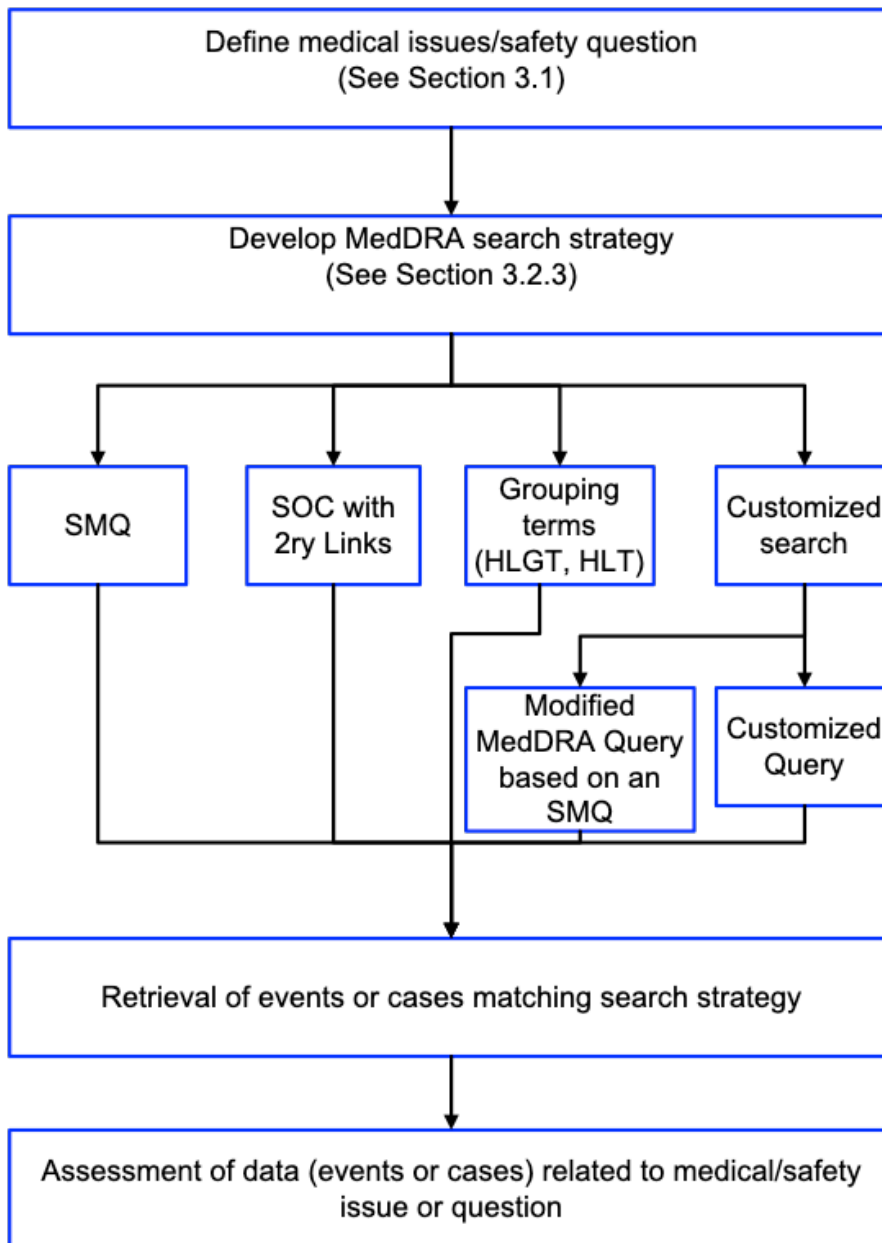 Define medical issues/safety question
(See Section 3.1)
Develop MedDRA search strategy
(See Section 3.2.3)
SMQ
SOC with
2ry Links
Grouping
terms
(HLGT, HLT)
Customized
search
Modified
MedDRA Query
based on an
SMQ
Customized
Query
Retrieval of events or cases matching search strategy
Assessment of data (events or cases) related to medical/safety
issue or question